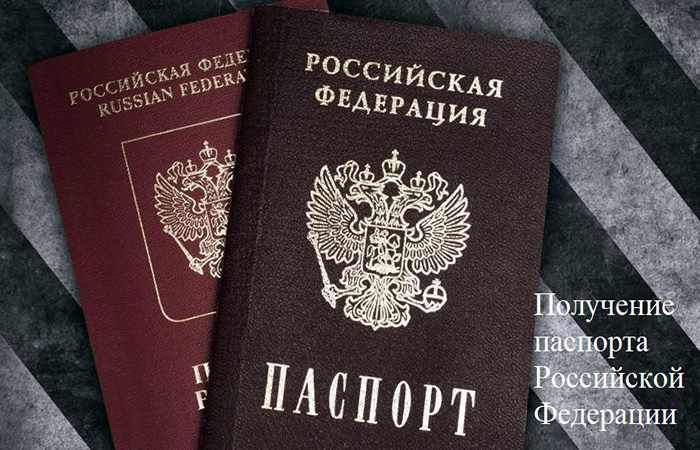 РОССИЙСКАЯ
RUSSIAN
РОССИЙСКАЯ
ФЕДЕРАЦИЯ
ПАСПОРТ
Получение
паспорта
Российской
Федерации